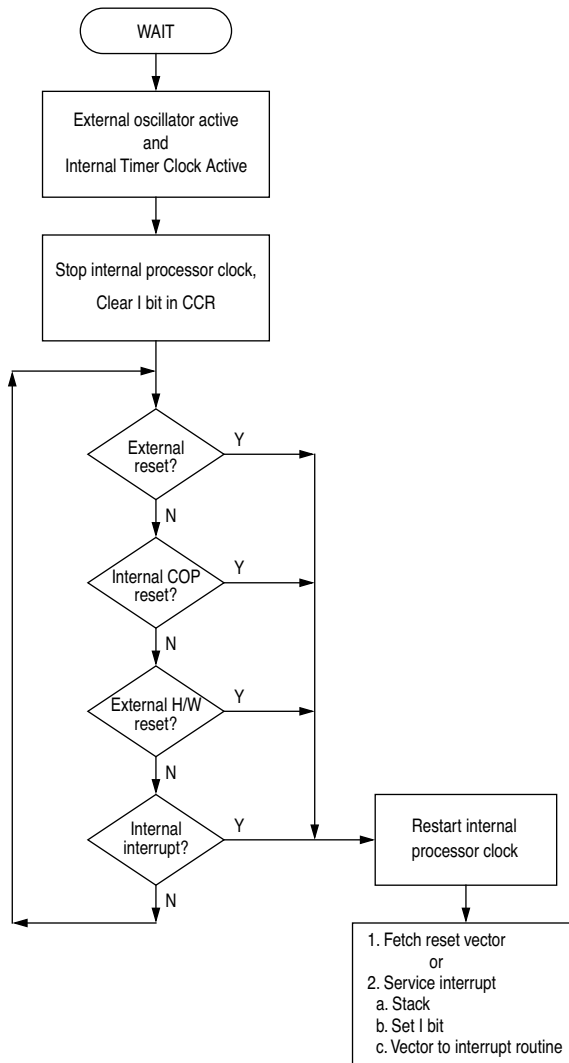 WAIT
External oscillator active
and
Internal Timer Clock Active
Stop internal processor clock,
Clear I bit in CCR
External
reset?
Y
N
Internal COP
reset?
Y
N
External H/W
reset?
Y
N
Internal
interrupt?
Y
N
Restart internal
processor clock
1. Fetch reset vector
or
2. Service interrupt
a. Stack
b. Set I bit
c. Vector to interrupt routine